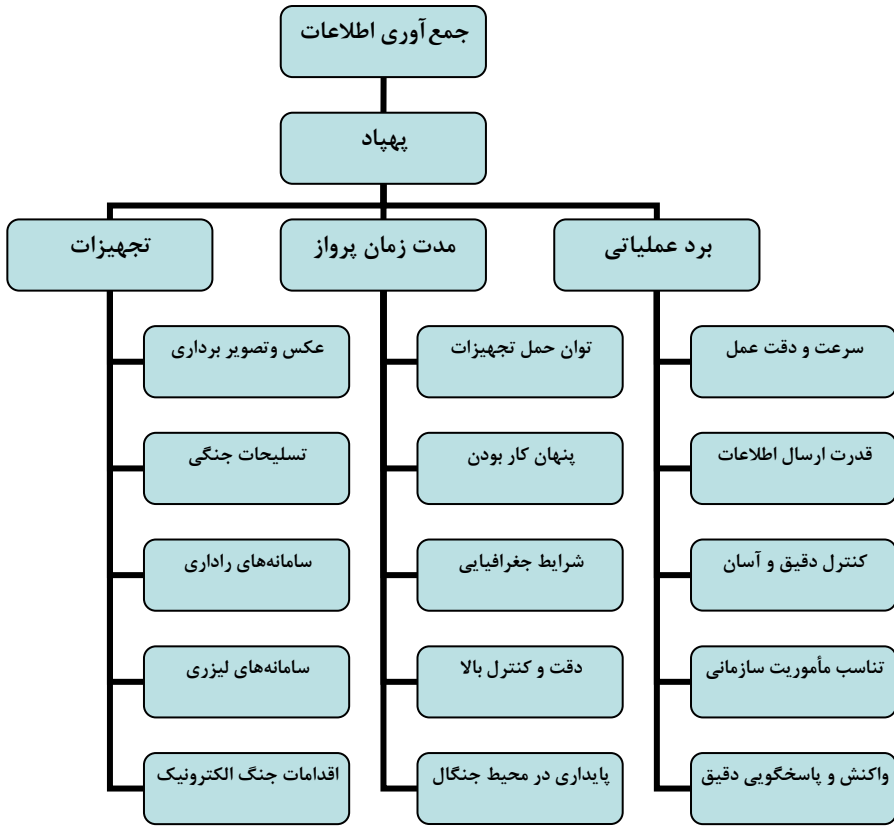 جمع‌آوری اطلاعات
پهپاد
برد عملیاتی
مدت زمان پرواز
تجهیزات
سرعت و دقت عمل
قدرت ارسال اطلاعات
کنترل دقیق و آسان
تناسب مأموریت سازمانی
واکنش و پاسخگویی دقیق
توان حمل تجهیزات
پنهان کار بودن
شرایط جغرافیایی
دقت و کنترل بالا
پایداری در محیط جنگال
عکس وتصویر برداری
تسلیحات جنگی
سامانه‌های راداری
سامانه‌های لیزری
اقدامات جنگ الکترونیک